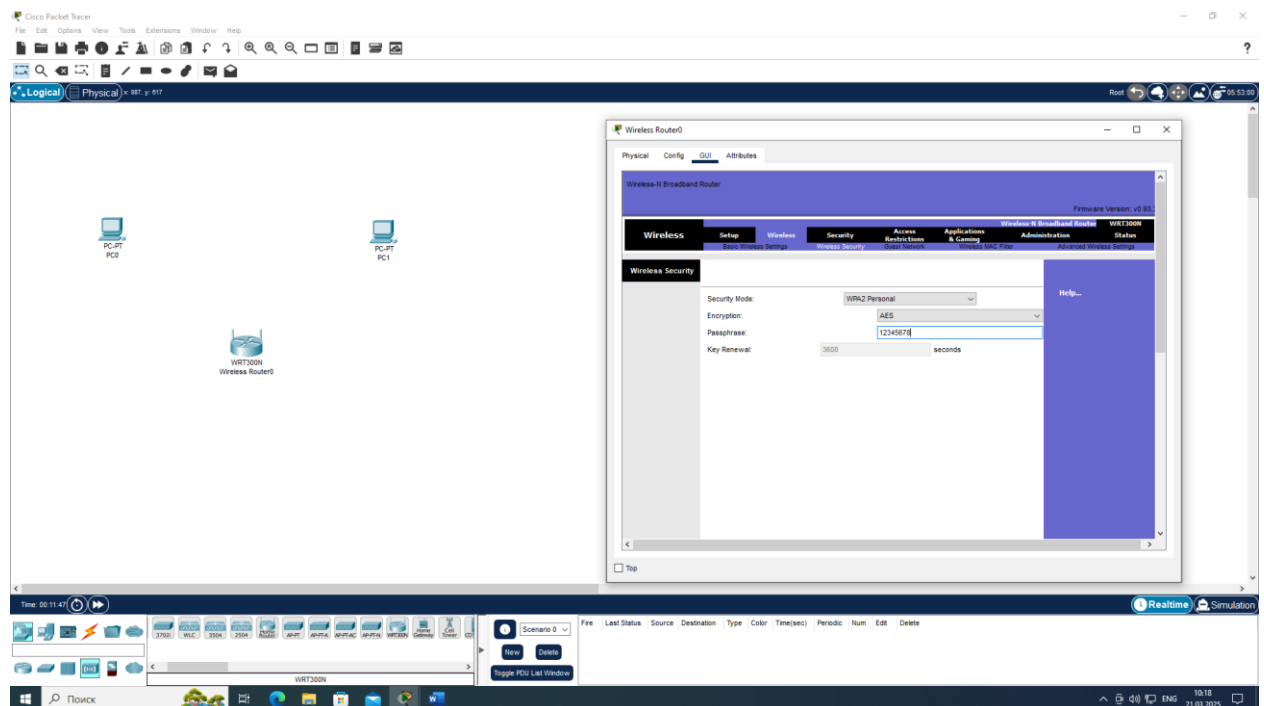 Cisco Packet Tracer
File Edit Options View Tools Extensions Window Help
?
Logical Physical x: 887, y: 617 Root 05:53:00
PC-PT
PC0
PC-PT
PC1
WRT300N
Wireless Router0
Wireless Router0
Physical Config GUI Attributes
Wireless-N Broadband Router
Firmware Version: v0.93.
Wireless-N Broadband Router WRT300N
Wireless Setup Wireless Security Access Restrictions Applications & Gaming Administration Status
Basic Wireless Settings Wireless Security Guest Network Wireless MAC Filter Advanced Wireless Settings
Wireless Security
Help...
Security Mode: WPA2 Personal
Encryption: AES
Passphrase: 12345678
Key Renewal: 3600 seconds
Top
Time: 00:11:47 Realtime Simulation
3702i WLC 3504 2504 Home Router AP-PT AP-PT-A AP-PT-AC AP-PT-N WRT300N Home Gateway Cell Tower CO
WRT300N
Scenario 0
New Delete
Toggle PDU List Window
Fire Last Status Source Destination Type Color Time(sec) Periodic Num Edit Delete
Поиск
ENG 10:18
21.03.2025